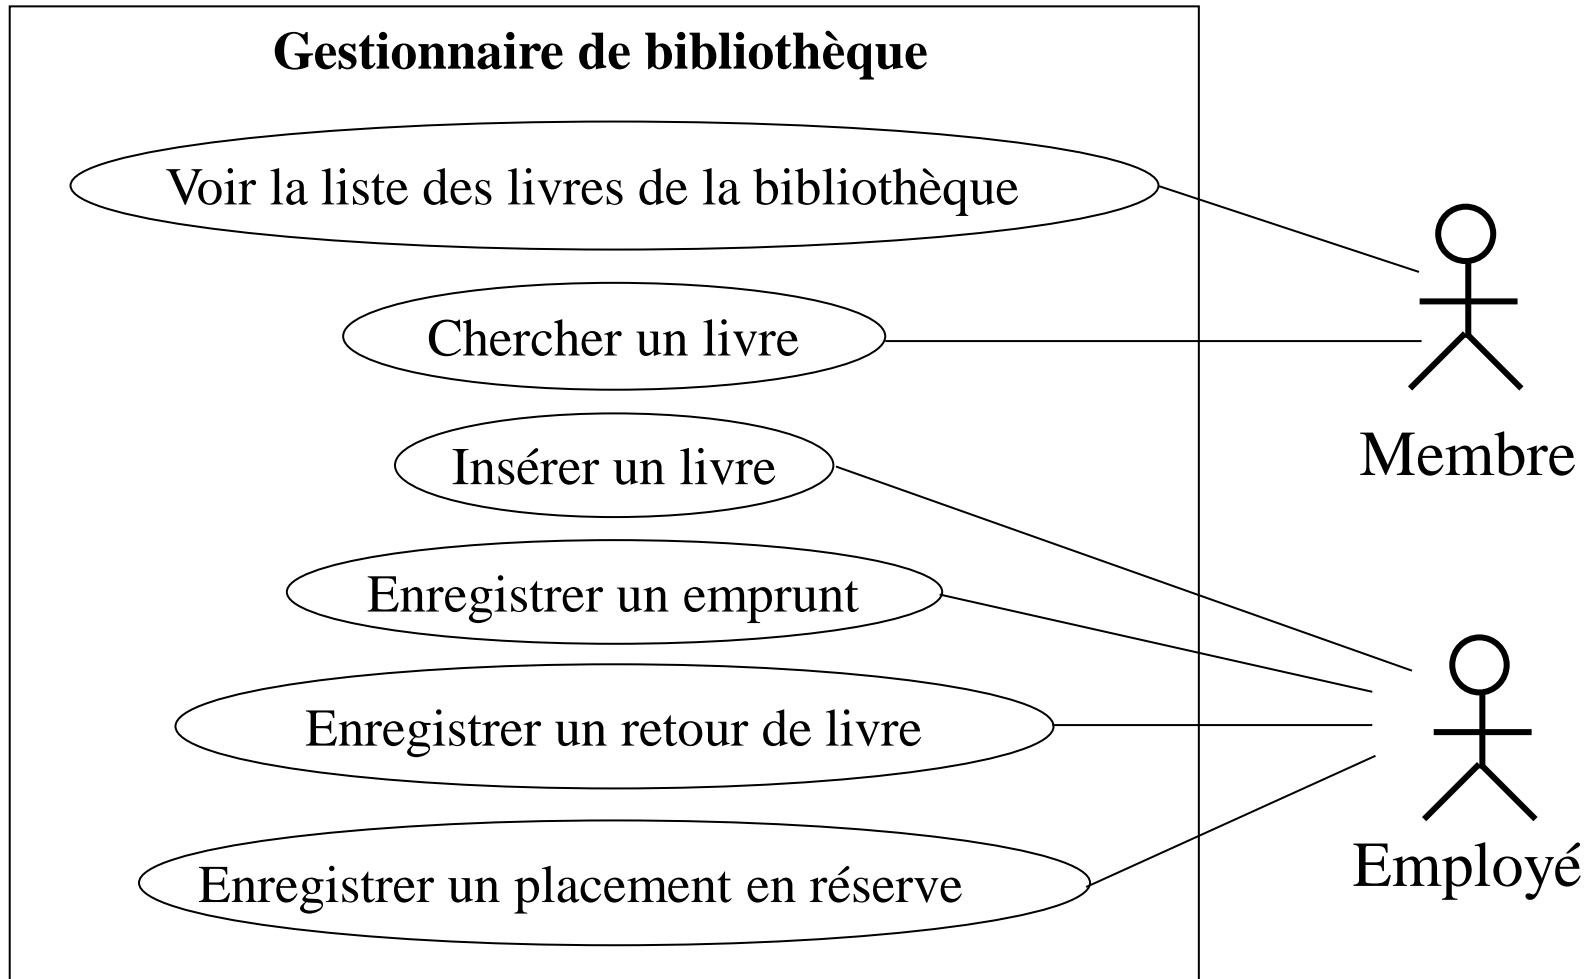 Gestionnaire de bibliothèque
Voir la liste des livres de la bibliothèque
Chercher un livre
Membre
Insérer un livre
Enregistrer un emprunt
Enregistrer un retour de livre
Employé
Enregistrer un placement en réserve